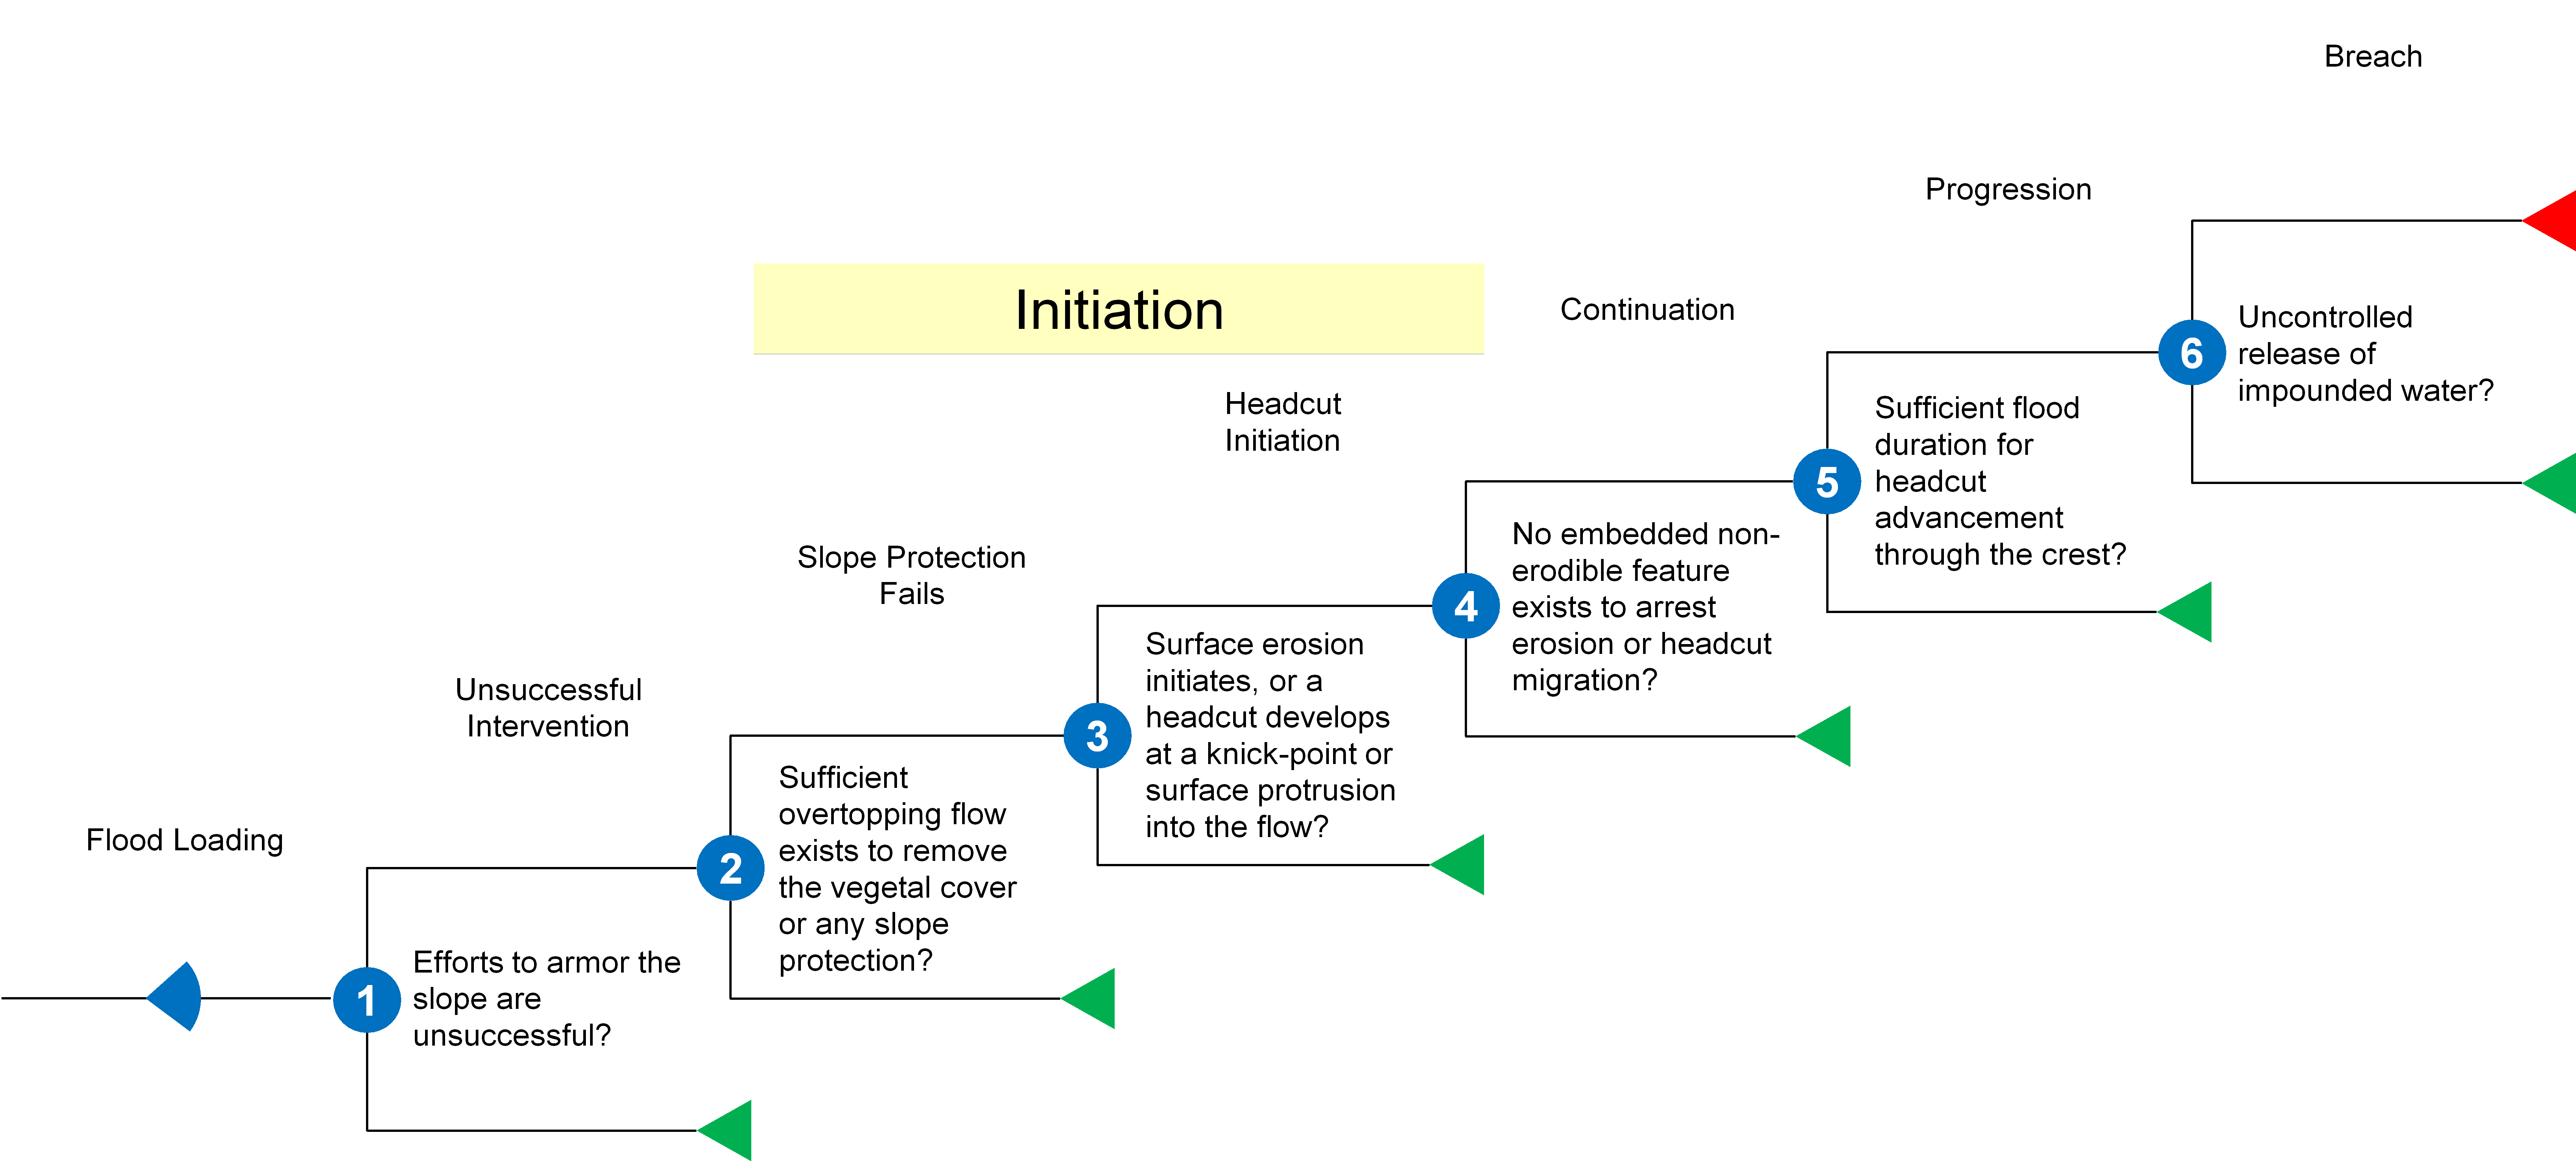 Breach
Progression
Initiation
Continuation
Uncontrolled
release of
impounded water?
6
Headcut
Initiation
Sufficient flood
duration for
headcut
advancement
through the crest?
5
Slope Protection
Fails
No embedded non-
erodible feature
exists to arrest
erosion or headcut
migration?
4
Unsuccessful
Intervention
Surface erosion
initiates, or a
headcut develops
at a knick-point or
surface protrusion
into the flow?
3
Flood Loading
Sufficient
overtopping flow
exists to remove
the vegetal cover
or any slope
protection?
2
Efforts to armor the
slope are
unsuccessful?
1